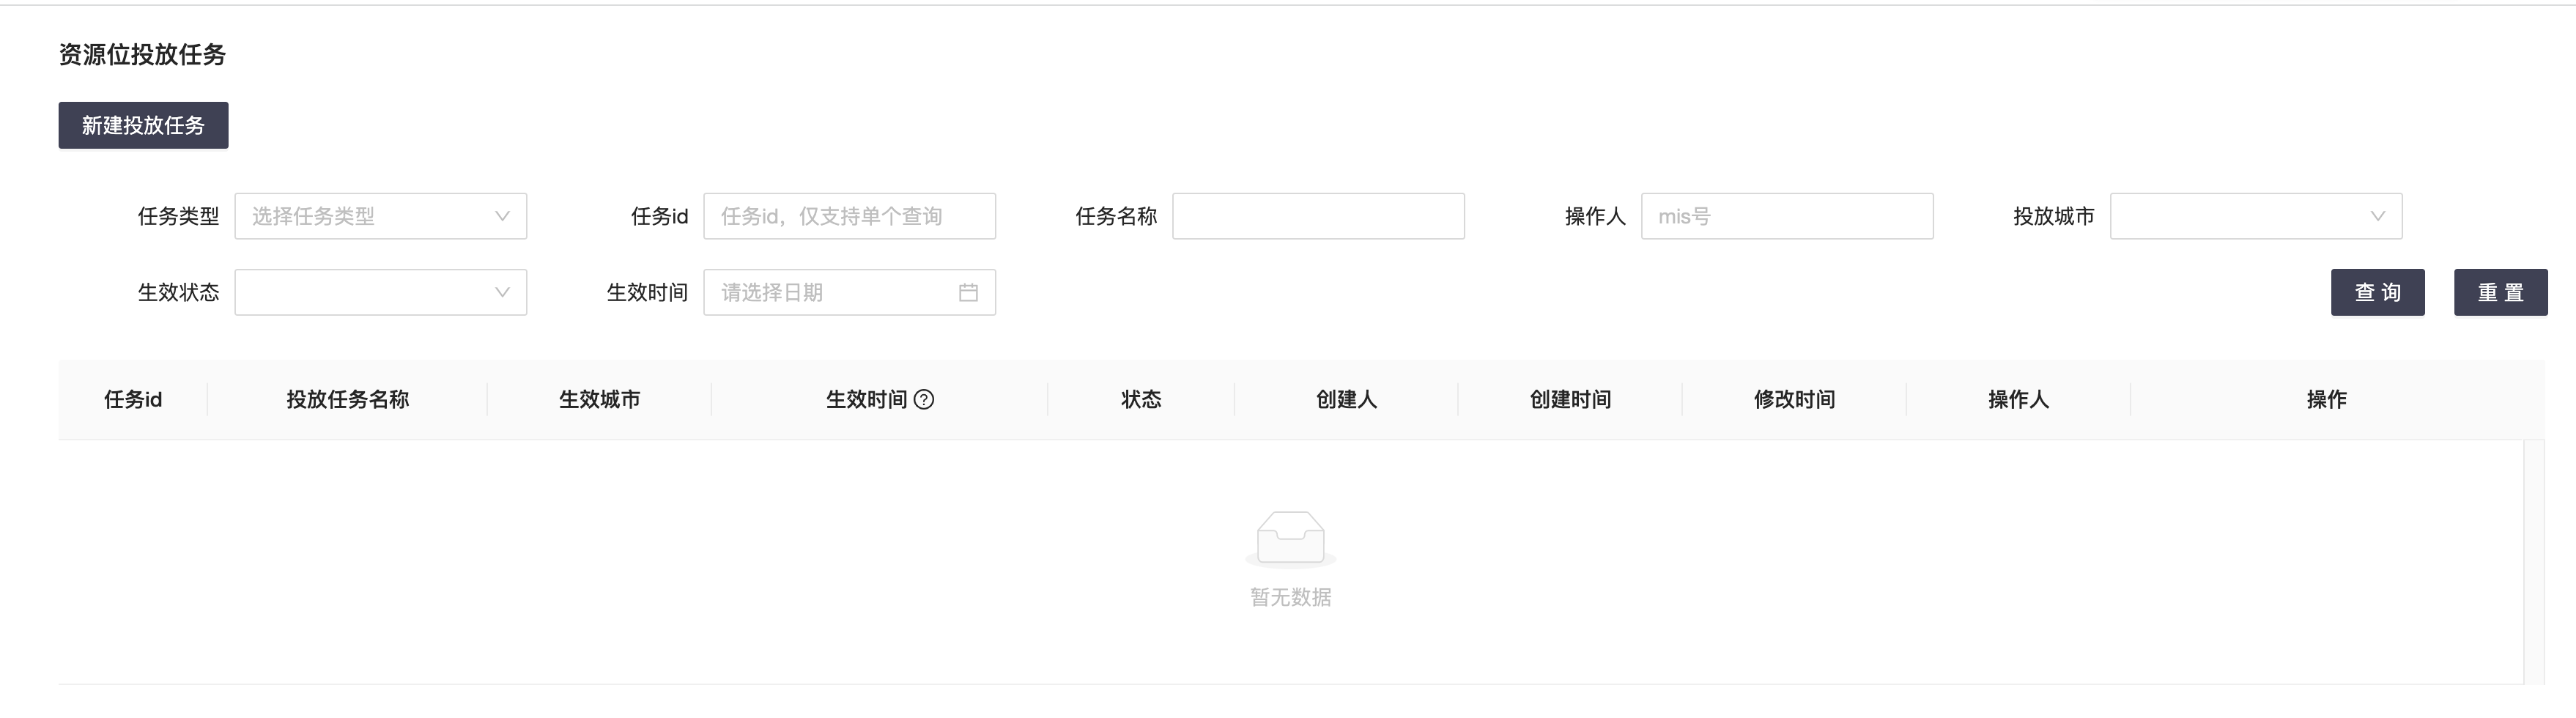 资源位投放任务
新建投放任务
任务类型 选择任务类型 任务id 任务id，仅支持单个查询 任务名称 操作人 mis号 投放城市
生效状态 生效时间 请选择日期 查 询 重 置
任务id 投放任务名称 生效城市 生效时间 ? 状态 创建人 创建时间 修改时间 操作人 操作
暂无数据